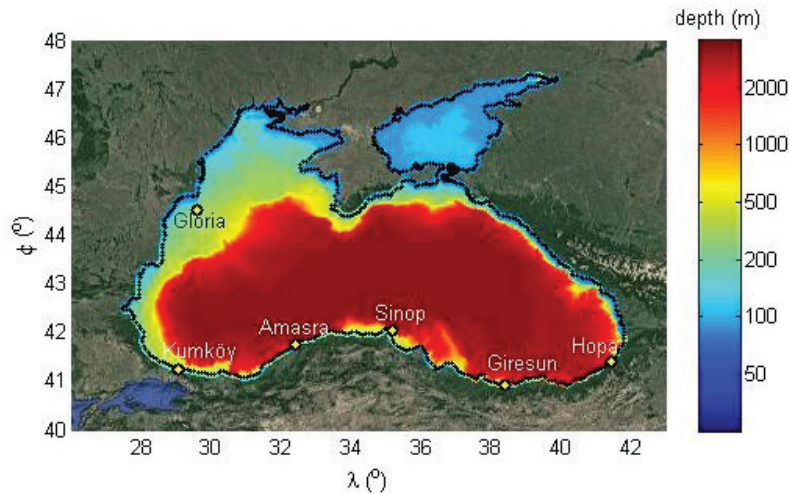 depth (m)
48
47
46
45
44
43
42
41
40
ϕ (º)
Gloria
Kumköy
Amasra
Sinop
Giresun
Hopa
28
30
32
34
36
38
40
42
λ (º)
2000
1000
500
200
100
50